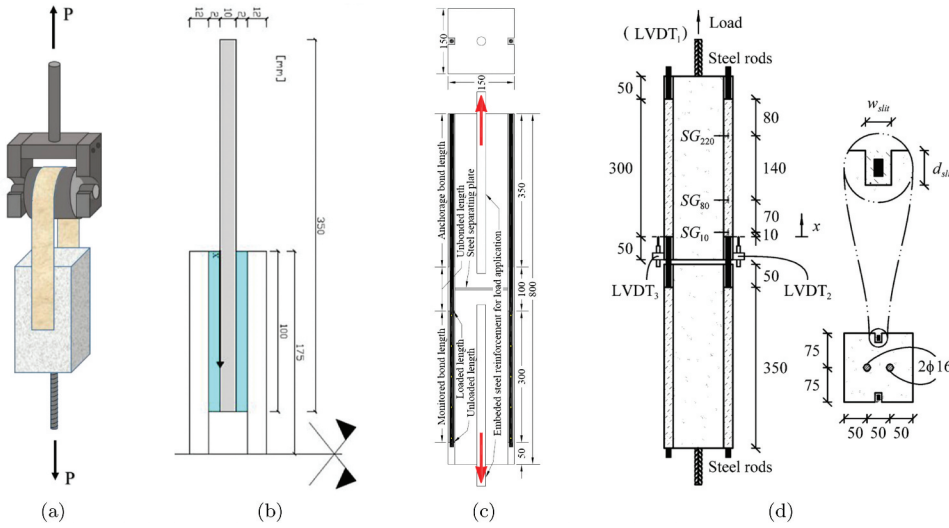 P
P
(a)
12
2
10
2
12
[mm]
350
100
175
x
(b)
150
150
Anchorage bond length
Unbonded length
Steel separating plate
Monitored bond length
Loaded length
Unloaded length
Embeded steel reinforcement for load application
350
100
800
300
50
(c)
Load
(LVDT1)
Steel rods
50
300
50
80
SG220
140
SG80
70
SG10
10
x
LVDT3
LVDT2
50
350
Steel rods
wslit
dsli
75
75
2ϕ16
50
50
50
(d)